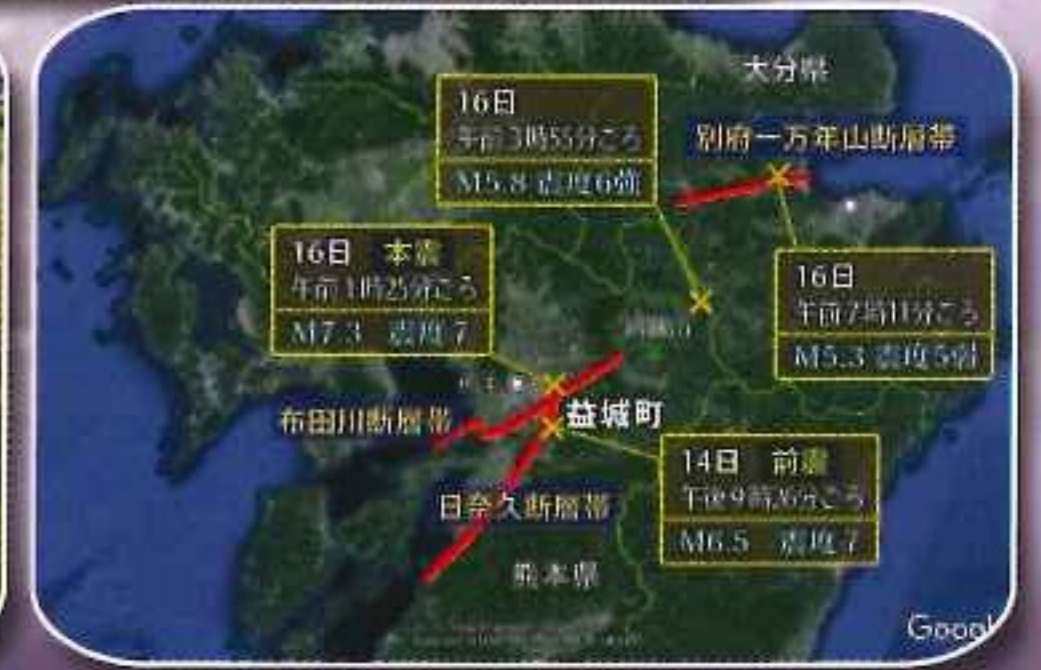 大分県
16日
午前3時55分ごろ
M5.8 震度6強
別府一万年山断層帯
16日 本震
午前1時25分ごろ
M7.3 震度7
16日
午前7時11分ごろ
M5.3 震度5弱
阿蘇山
布田川断層帯
益城町
14日 前震
午後9時26分ごろ
M6.5 震度7
日奈久断層帯
熊本県
Googl